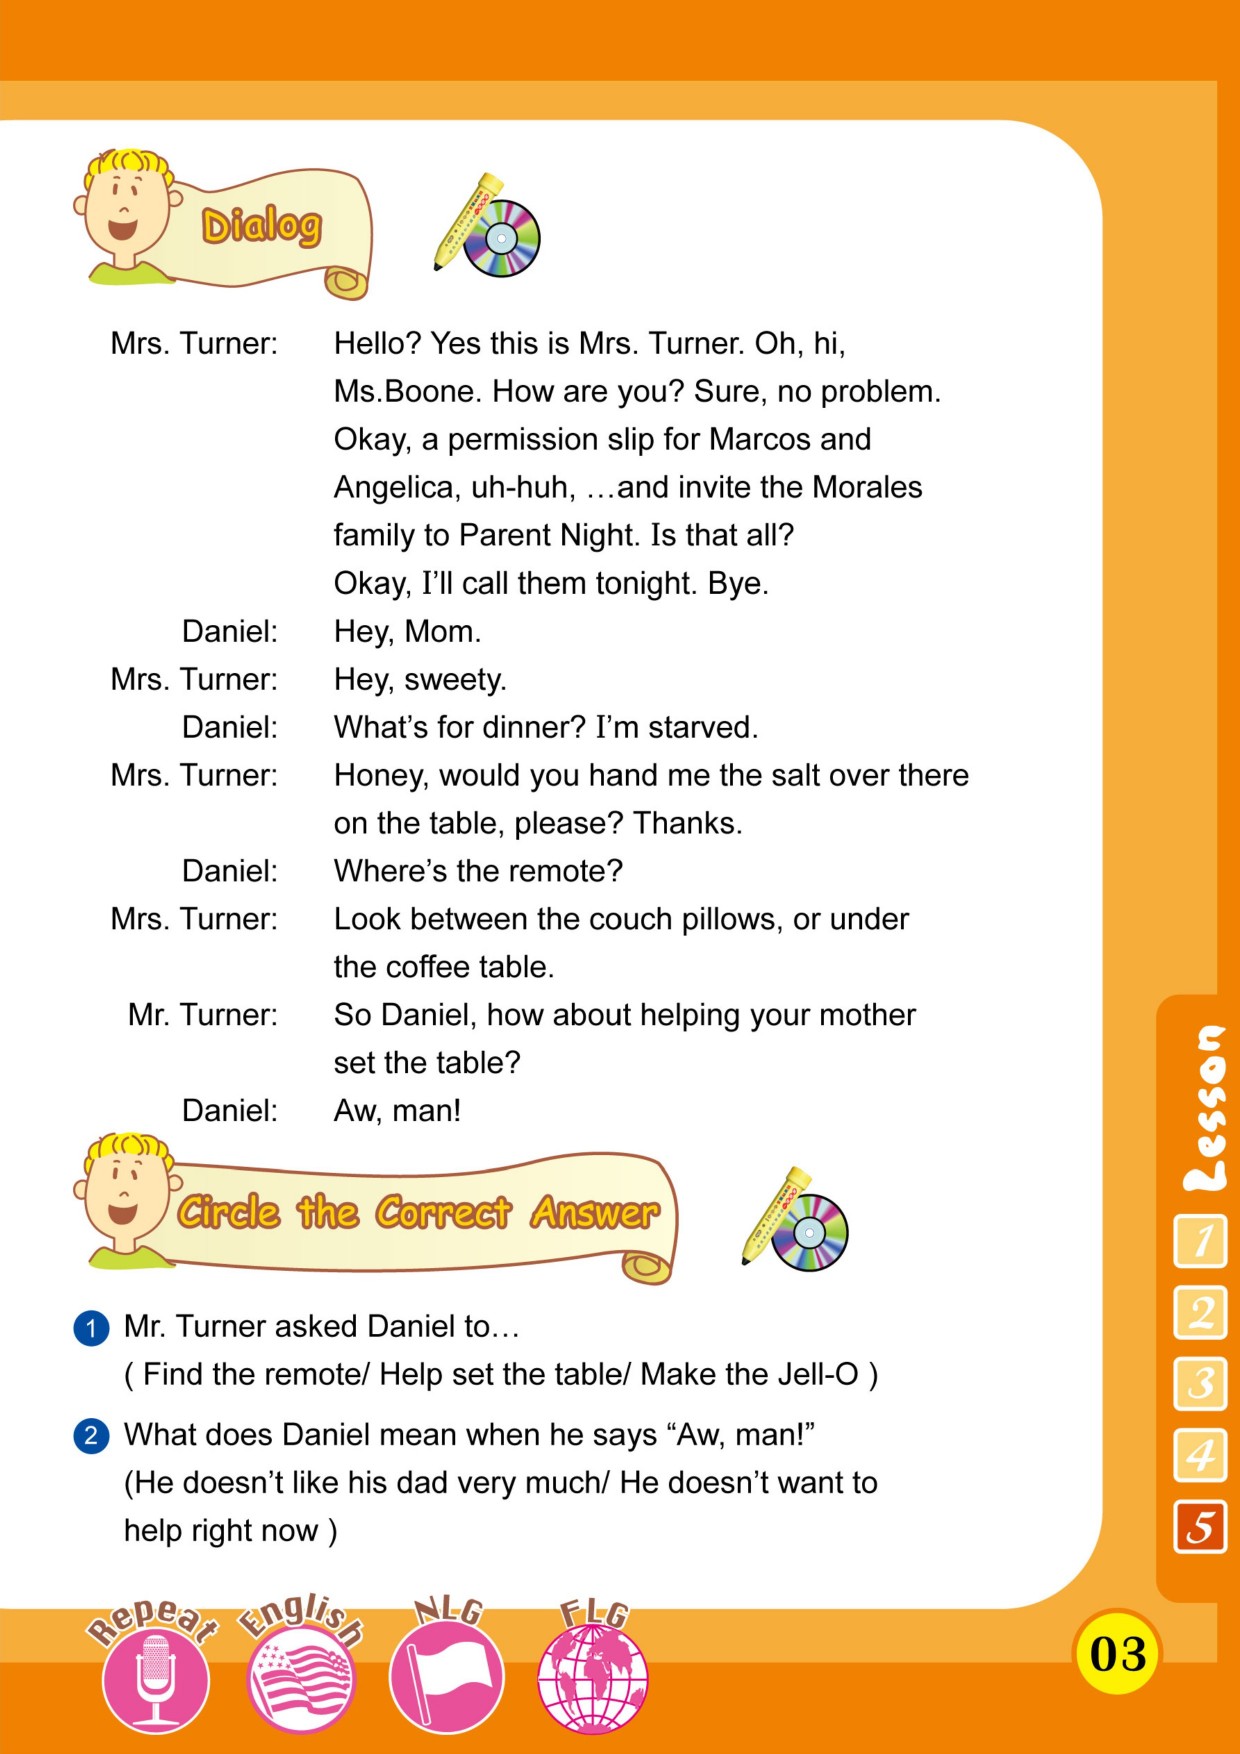 Dialog
Mrs. Turner: Hello? Yes this is Mrs. Turner. Oh, hi,
Ms.Boone. How are you? Sure, no problem.
Okay, a permission slip for Marcos and
Angelica, uh-huh, …and invite the Morales
family to Parent Night. Is that all?
Okay, I’ll call them tonight. Bye.
Daniel: Hey, Mom.
Mrs. Turner: Hey, sweety.
Daniel: What’s for dinner? I’m starved.
Mrs. Turner: Honey, would you hand me the salt over there
on the table, please? Thanks.
Daniel: Where’s the remote?
Mrs. Turner: Look between the couch pillows, or under
the coffee table.
Mr. Turner: So Daniel, how about helping your mother
set the table?
Daniel: Aw, man!
Circle the Correct Answer
1 Mr. Turner asked Daniel to…
( Find the remote/ Help set the table/ Make the Jell-O )
2 What does Daniel mean when he says “Aw, man!”
(He doesn’t like his dad very much/ He doesn’t want to
help right now )
Lesson
1
2
3
4
5
Repeat
English
NLG
FLG
03